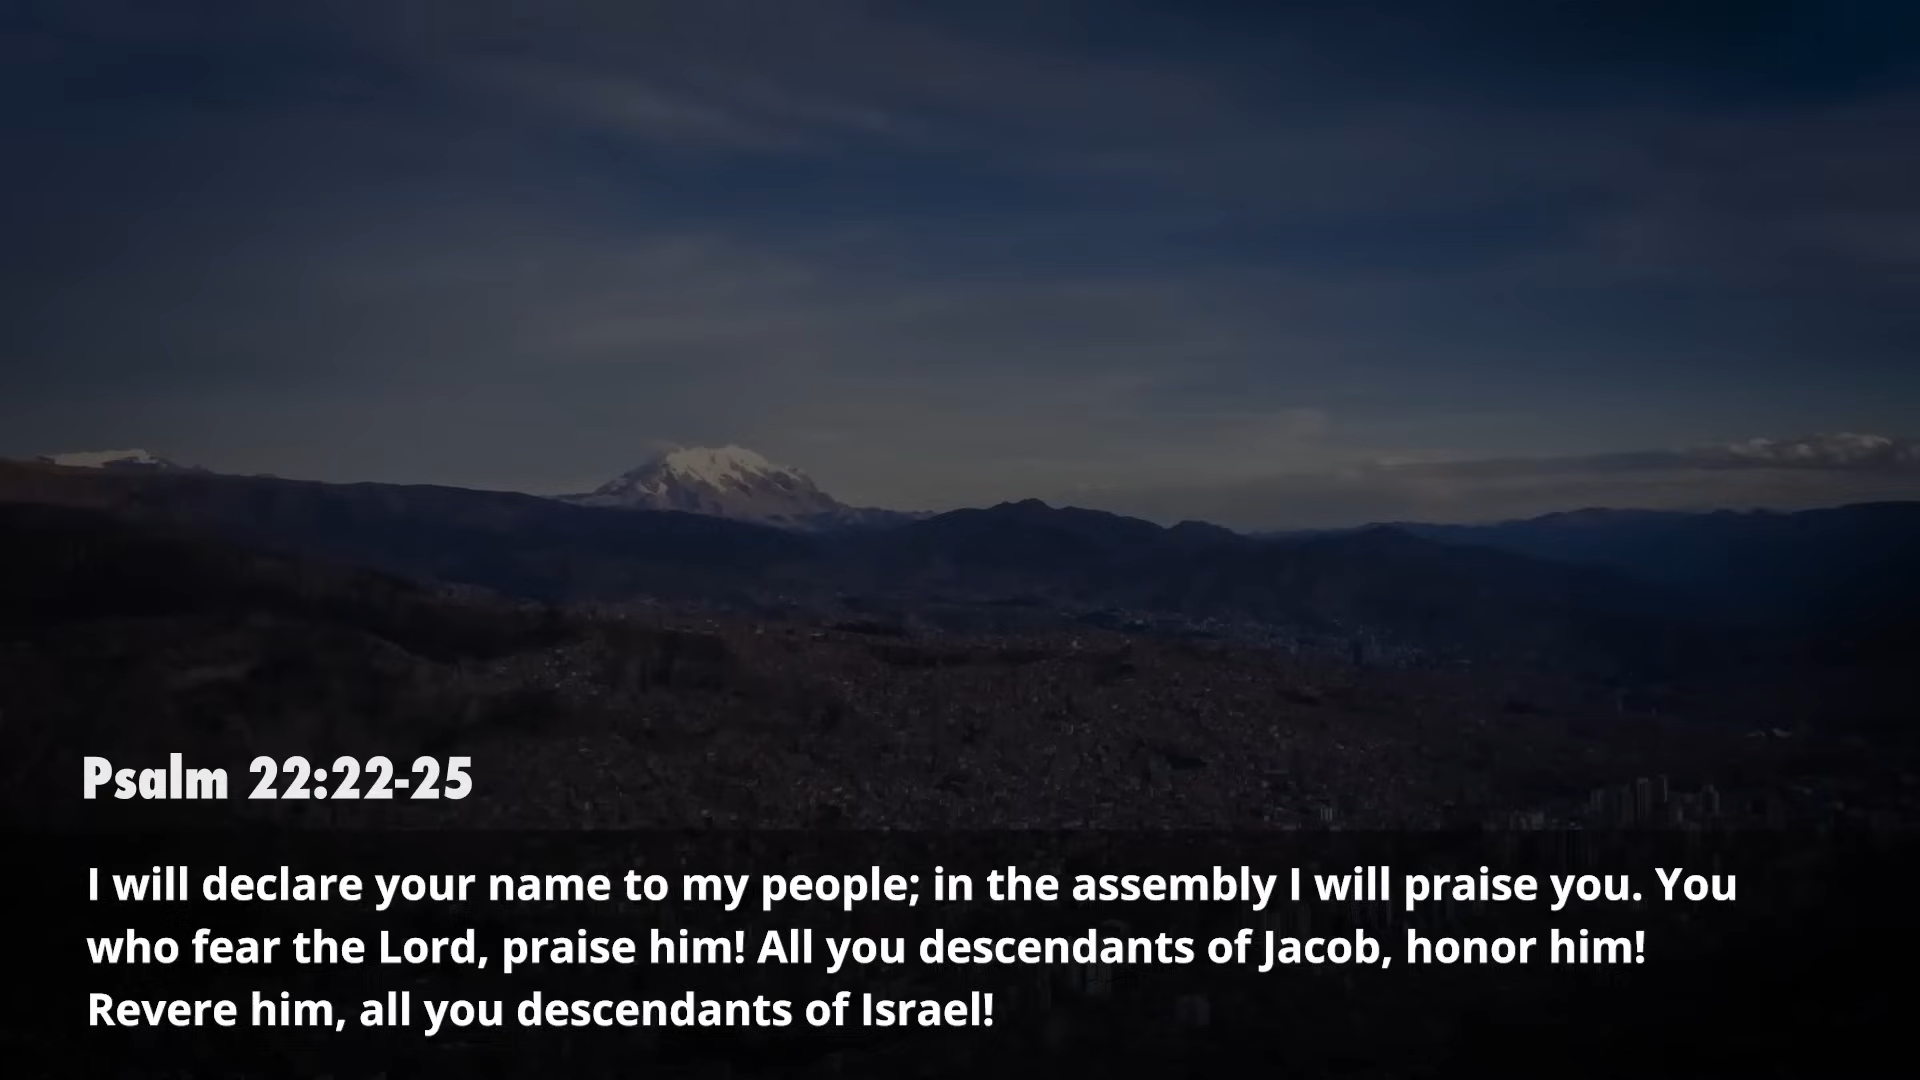 Psalm 22:22-25
I will declare your name to my people; in the assembly I will praise you. You
who fear the Lord, praise him! All you descendants of Jacob, honor him!
Revere him, all you descendants of Israel!